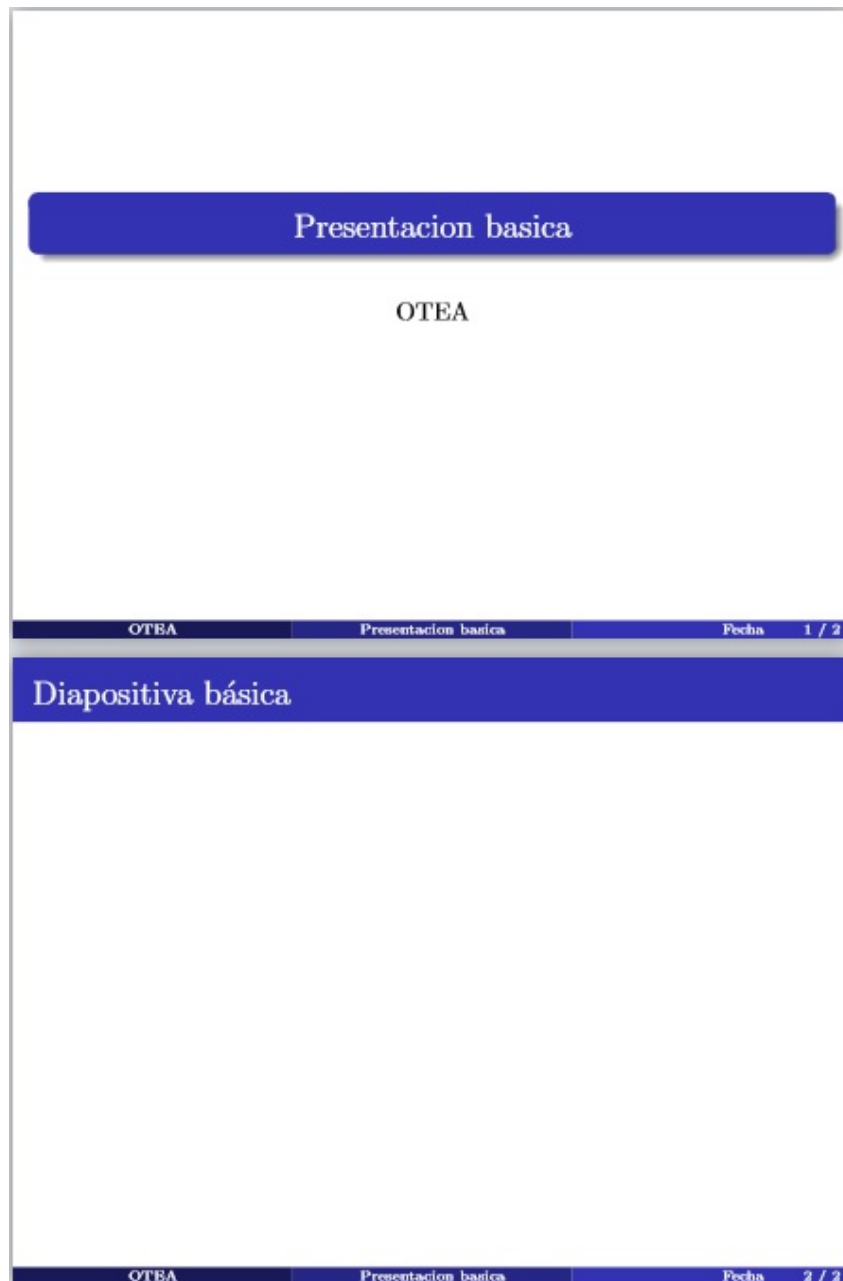 Presentacion basica
OTEA
OTEA Presentacion basica Fecha 1 / 2
Diapositiva básica
OTEA Presentacion basica Fecha 2 / 2